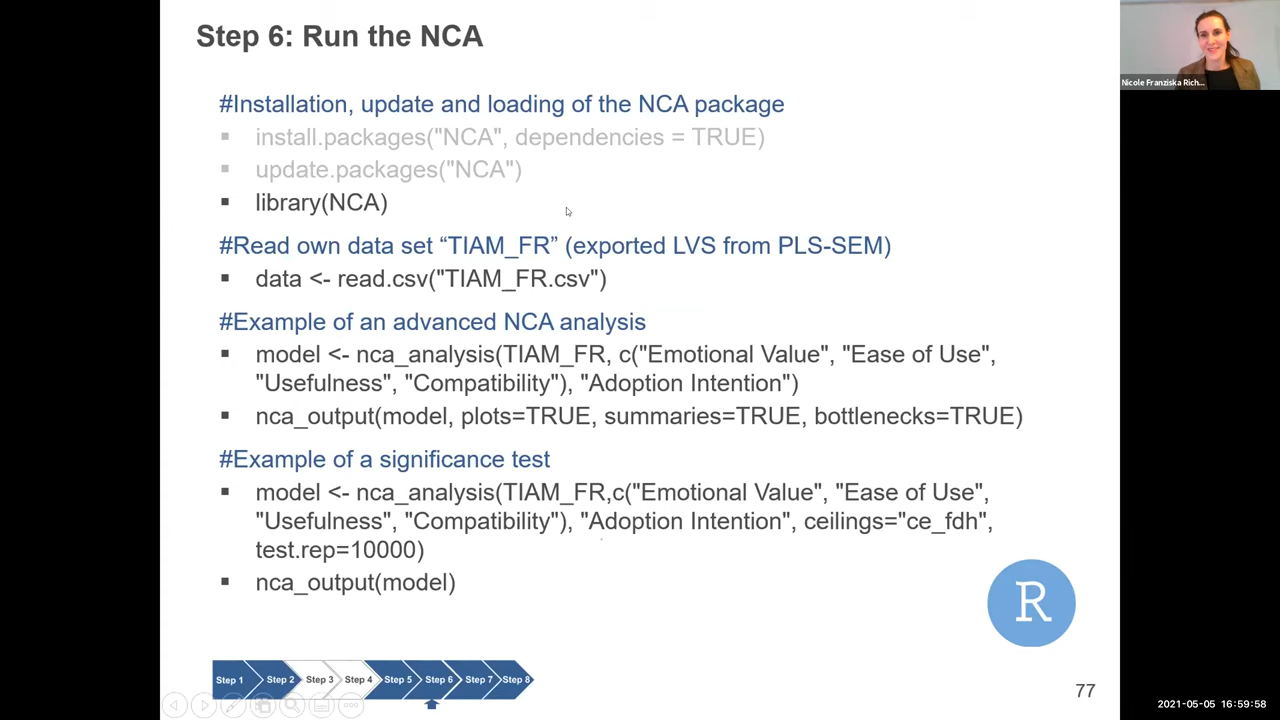 Step 6: Run the NCA
Nicole Franziska Rich...
#Installation, update and loading of the NCA package
install.packages("NCA", dependencies = TRUE)
update.packages("NCA")
library(NCA)
#Read own data set “TIAM_FR” (exported LVS from PLS-SEM)
data <- read.csv("TIAM_FR.csv")
#Example of an advanced NCA analysis
model <- nca_analysis(TIAM_FR, c("Emotional Value", "Ease of Use",
"Usefulness", "Compatibility"), "Adoption Intention")
nca_output(model, plots=TRUE, summaries=TRUE, bottlenecks=TRUE)
#Example of a significance test
model <- nca_analysis(TIAM_FR,c("Emotional Value", "Ease of Use",
"Usefulness", "Compatibility"), "Adoption Intention", ceilings="ce_fdh",
test.rep=10000)
nca_output(model)
R
Step 1 Step 2 Step 3 Step 4 Step 5 Step 6 Step 7 Step 8
77
2021-05-05 16:59:58